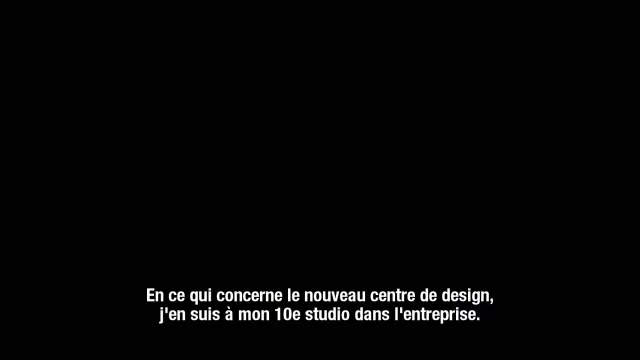 En ce qui concerne le nouveau centre de design,
j'en suis à mon 10e studio dans l'entreprise.